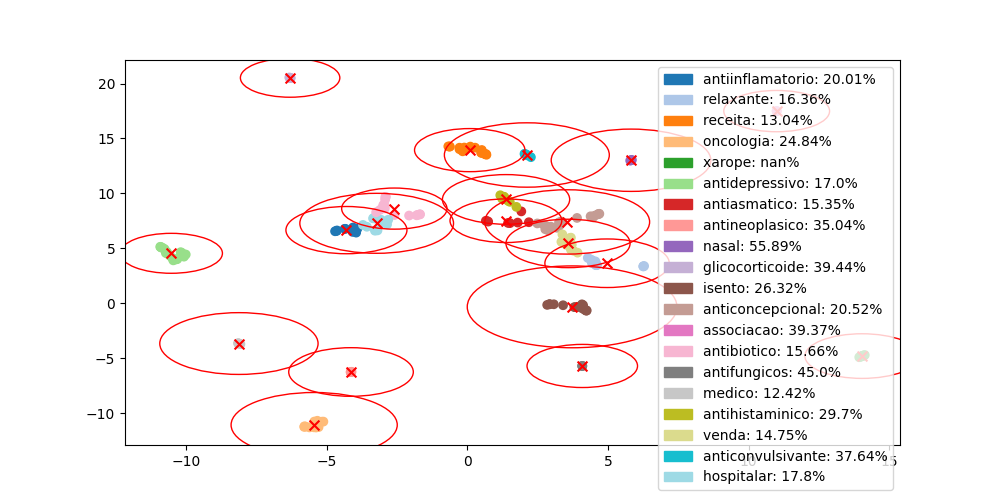 20
15
10
5
0
−5
−10
−10
−5
0
5
10
15
antiinflamatorio: 20.01%
relaxante: 16.36%
receita: 13.04%
oncologia: 24.84%
xarope: nan%
antidepressivo: 17.0%
antiasmatico: 15.35%
antineoplasico: 35.04%
nasal: 55.89%
glicocorticoide: 39.44%
isento: 26.32%
anticoncepcional: 20.52%
associacao: 39.37%
antibiotico: 15.66%
antifungicos: 45.0%
medico: 12.42%
antihistaminico: 29.7%
venda: 14.75%
anticonvulsivante: 37.64%
hospitalar: 17.8%